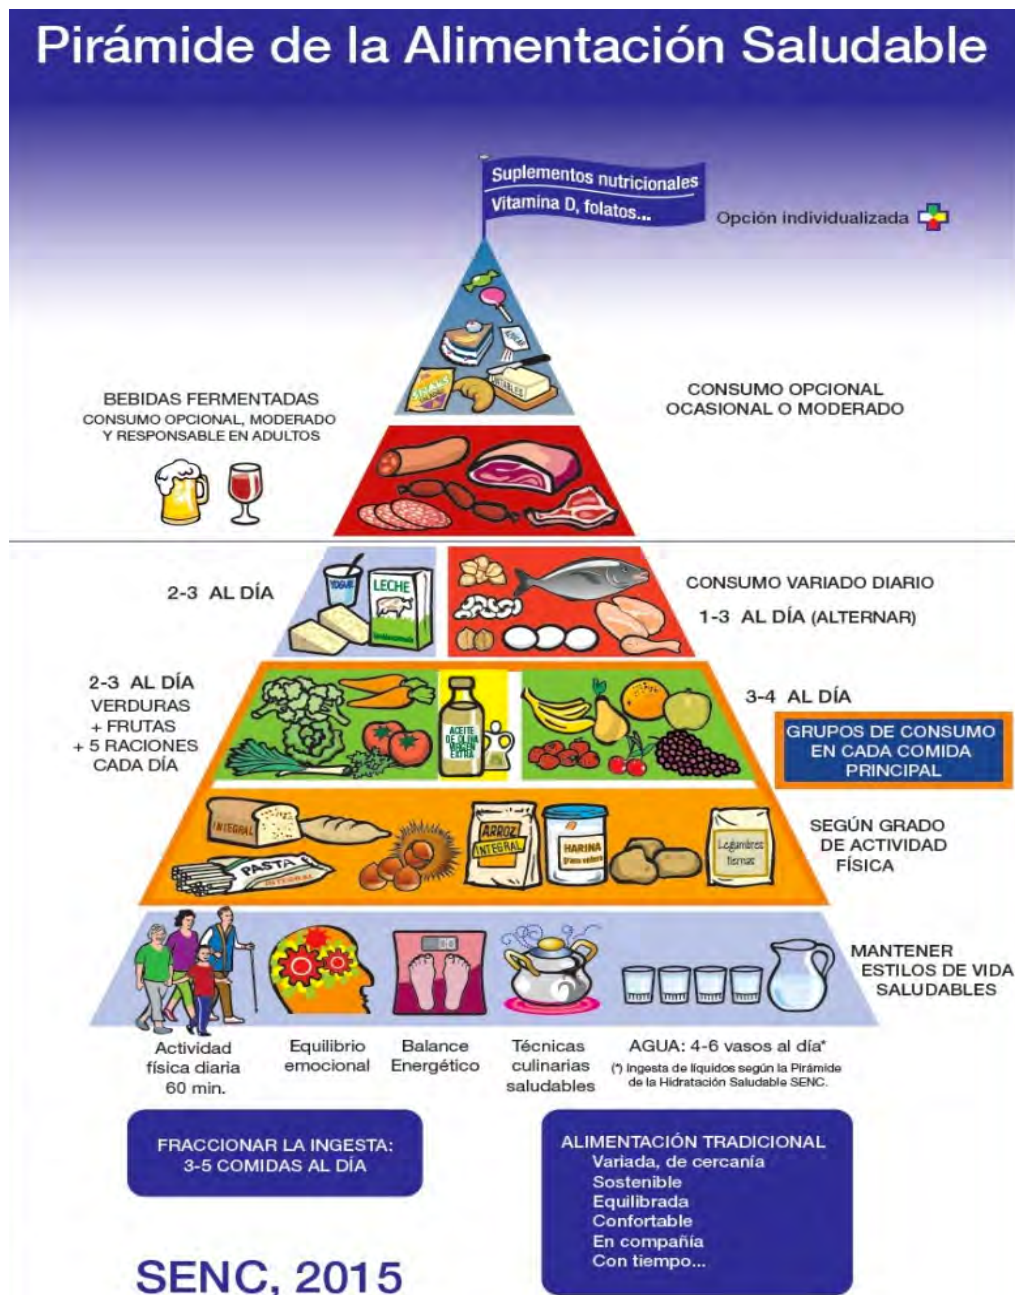 Pirámide de la Alimentación Saludable
Suplementos nutricionales
Vitamina D, folatos...
Opción individualizada
AZÚCAR
UNTABLES
BEBIDAS FERMENTADAS
CONSUMO OPCIONAL, MODERADO
Y RESPONSABLE EN ADULTOS
CONSUMO OPCIONAL
OCASIONAL O MODERADO
2-3 AL DÍA
YOGUR
LECHE
CONSUMO VARIADO DIARIO
1-3 AL DÍA (ALTERNAR)
2-3 AL DÍA
VERDURAS
+ FRUTAS
+ 5 RACIONES
CADA DÍA
ACEITE
DE OLIVA
VIRGEN
EXTRA
3-4 AL DÍA
GRUPOS DE CONSUMO
EN CADA COMIDA
PRINCIPAL
INTEGRAL
PASTA
INTEGRAL
ARROZ
INTEGRAL
HARINA
Legumbres
tiernas
SEGÚN GRADO
DE ACTIVIDAD
FÍSICA
MANTENER
ESTILOS DE VIDA
SALUDABLES
Actividad
física diaria
60 min.
Equilibrio
emocional
Balance
Energético
Técnicas
culinarias
saludables
AGUA: 4-6 vasos al día*
(*) Ingesta de líquidos según la Pirámide
de la Hidratación Saludable SENC.
FRACCIONAR LA INGESTA:
3-5 COMIDAS AL DÍA
ALIMENTACIÓN TRADICIONAL
Variada, de cercanía
Sostenible
Equilibrada
Confortable
En compañía
Con tiempo...
SENC, 2015